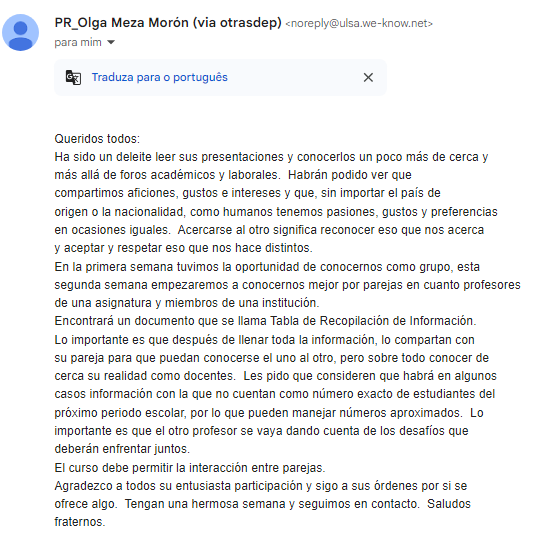 PR_Olga Meza Morón (via otrasdep) <noreply@ulsa.we-know.net>
para mim
Traduza para o português
Queridos todos:
Ha sido un deleite leer sus presentaciones y conocerlos un poco más de cerca y
más allá de foros académicos y laborales.  Habrán podido ver que
compartimos aficiones, gustos e intereses y que, sin importar el país de
origen o la nacionalidad, como humanos tenemos pasiones, gustos y preferencias
en ocasiones iguales.  Acercarse al otro significa reconocer eso que nos acerca
y aceptar y respetar eso que nos hace distintos.
En la primera semana tuvimos la oportunidad de conocernos como grupo, esta
segunda semana empezaremos a conocernos mejor por parejas en cuanto profesores
de una asignatura y miembros de una institución.
Encontrará un documento que se llama Tabla de Recopilación de Información.
Lo importante es que después de llenar toda la información, lo compartan con
su pareja para que puedan conocerse el uno al otro, pero sobre todo conocer de
cerca su realidad como docentes.  Les pido que consideren que habrá en algunos
casos información con la que no cuentan como número exacto de estudiantes del
próximo periodo escolar, por lo que pueden manejar números aproximados.  Lo
importante es que el otro profesor se vaya dando cuenta de los desafíos que
deberán enfrentar juntos.
El curso debe permitir la interacción entre parejas.
Agradezco a todos su entusiasta participación y sigo a sus órdenes por si se
ofrece algo.  Tengan una hermosa semana y seguimos en contacto.  Saludos
fraternos.